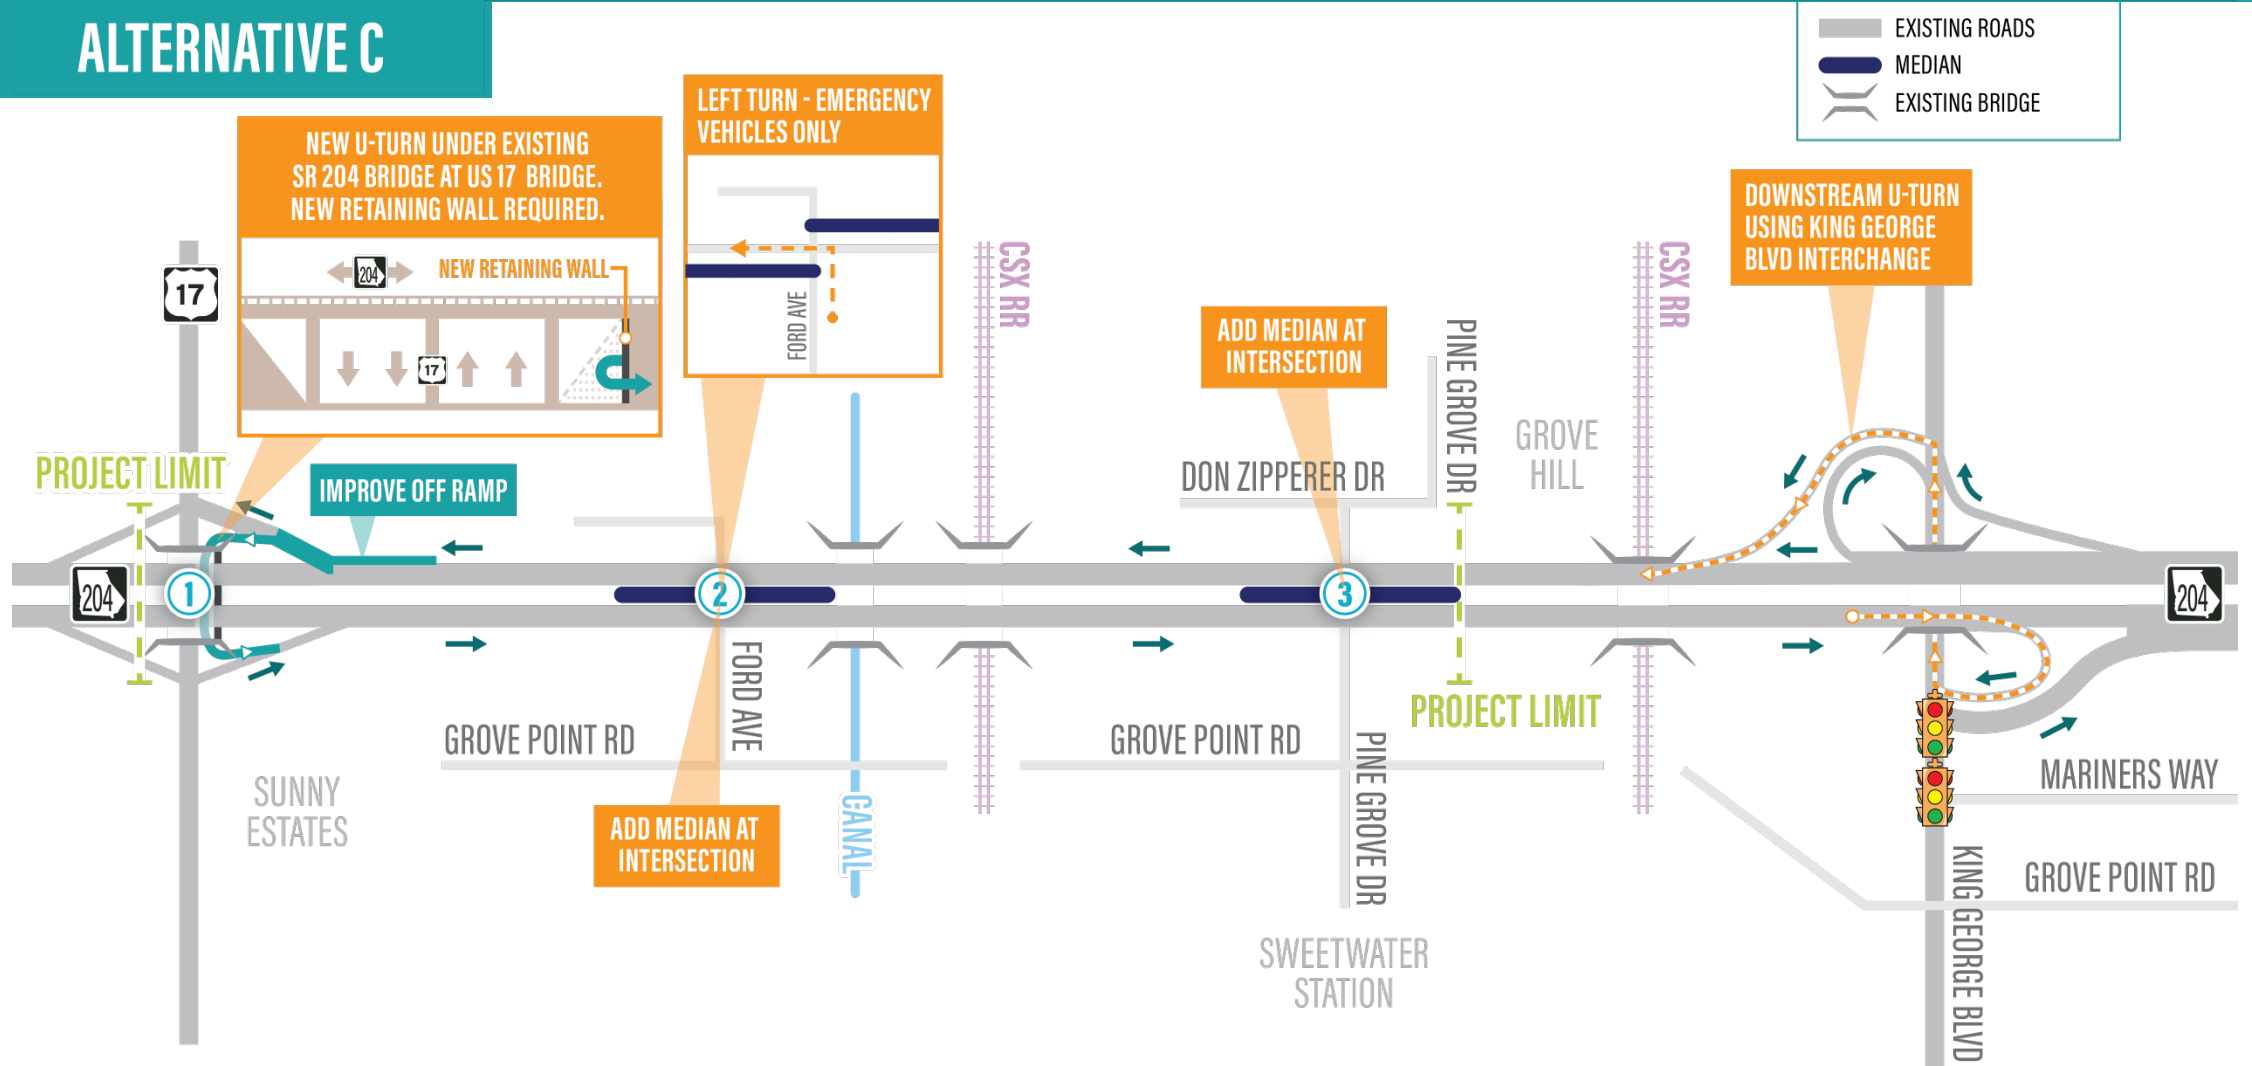 ALTERNATIVE C
EXISTING ROADS
MEDIAN
EXISTING BRIDGE
LEFT TURN - EMERGENCY
VEHICLES ONLY
FORD AVE
NEW U-TURN UNDER EXISTING
SR 204 BRIDGE AT US 17 BRIDGE.
NEW RETAINING WALL REQUIRED.
204
NEW RETAINING WALL
17
17
DOWNSTREAM U-TURN
USING KING GEORGE
BLVD INTERCHANGE
CSX RR
CSX RR
ADD MEDIAN AT
INTERSECTION
PINE GROVE DR
GROVE
HILL
PROJECT LIMIT
IMPROVE OFF RAMP
DON ZIPPERER DR
204
1
2
3
204
FORD AVE
GROVE POINT RD
GROVE POINT RD
PROJECT LIMIT
PINE GROVE DR
SUNNY
ESTATES
ADD MEDIAN AT
INTERSECTION
CANAL
MARINERS WAY
KING GEORGE BLVD
GROVE POINT RD
SWEETWATER
STATION